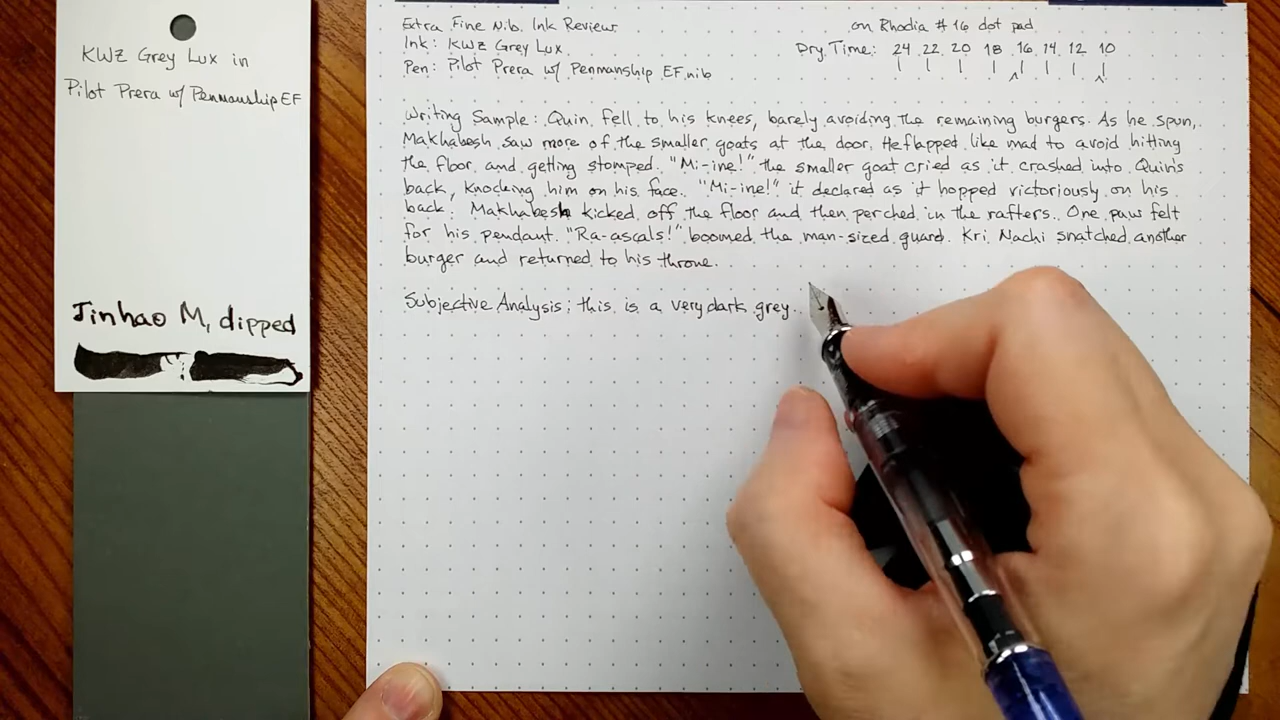 KWZ Grey Lux in
Pilot Prera w/ Penmanship EF
Jinhao M, dipped
Extra Fine Nib Ink Review
Ink: KWZ Grey Lux
Pen: Pilot Prera w/ Penmanship EF nib
on Rhodia #16 dot pad
Dry Time: 24 22 20 18 16 14 12 10
Writing Sample: Quin fell to his knees, barely avoiding the remaining burgers. As he spun,
Makhabesh saw more of the smaller goats at the door. He flapped like mad to avoid hitting
the floor and getting stomped. "Mi-ine!" the smaller goat cried as it crashed into Quin's
back, knocking him on his face. "Mi-ine!" it declared as it hopped victoriously on his
back. Makhabesh kicked off the floor and then perched in the rafters. One paw felt
for his pendant. "Ra-ascals!" boomed the man-sized guard. Kri Nachi snatched another
burger and returned to his throne.
Subjective Analysis: this is a very dark grey.